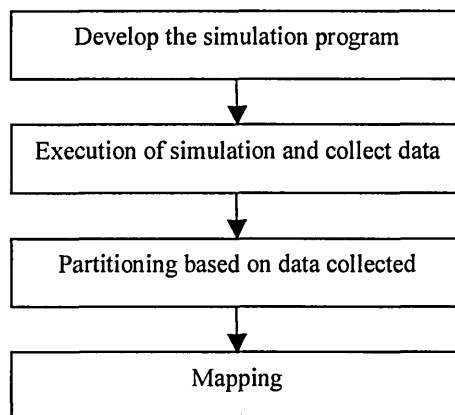 Develop the simulation program
Execution of simulation and collect data
Partitioning based on data collected
Mapping